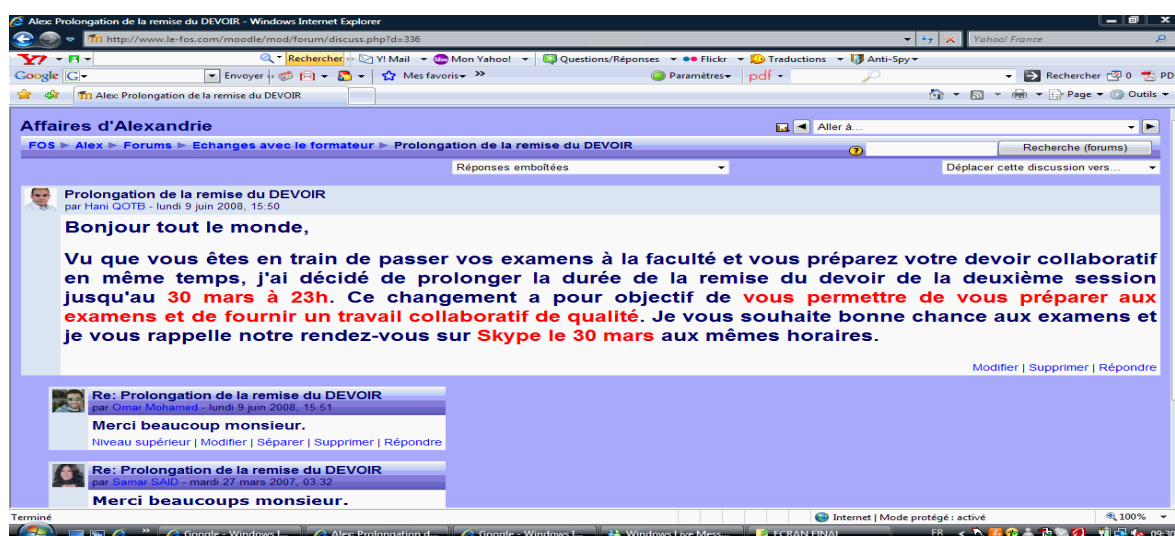 Alex: Prolongation de la remise du DEVOIR - Windows Internet Explorer
http://www.le-fos.com/moodle/mod/forum/discuss.php?d=336
Yahoo! France
Rechercher Y! Mail Mon Yahoo! Questions/Réponses Flickr Traductions Anti-Spy
Google Envoyer Mes favoris Paramètres pdf Rechercher 0 PD
Alex: Prolongation de la remise du DEVOIR Page Outils
Affaires d'Alexandrie Aller à...
FOS ► Alex ► Forums ► Echanges avec le formateur ► Prolongation de la remise du DEVOIR Recherche (forums)
Réponses emboîtées Déplacer cette discussion vers...
Prolongation de la remise du DEVOIR
par Hani QOTB - lundi 9 juin 2008, 15:50
Bonjour tout le monde,
Vu que vous êtes en train de passer vos examens à la faculté et vous préparez votre devoir collaboratif
en même temps, j'ai décidé de prolonger la durée de la remise du devoir de la deuxième session
jusqu'au 30 mars à 23h. Ce changement a pour objectif de vous permettre de vous préparer aux
examens et de fournir un travail collaboratif de qualité. Je vous souhaite bonne chance aux examens et
je vous rappelle notre rendez-vous sur Skype le 30 mars aux mêmes horaires.
Modifier | Supprimer | Répondre
Re: Prolongation de la remise du DEVOIR
par Omar Mohamed - lundi 9 juin 2008, 15:51
Merci beaucoup monsieur.
Niveau supérieur | Modifier | Séparer | Supprimer | Répondre
Re: Prolongation de la remise du DEVOIR
par Samar SAID - mardi 27 mars 2007, 03:32
Merci beaucoups monsieur.
Terminé Internet | Mode protégé : activé 100%
Google - Windows I... Alex: Prolongation d... Google - Windows I... Windows Live Mess... ECRAN FINAL FR 09:30